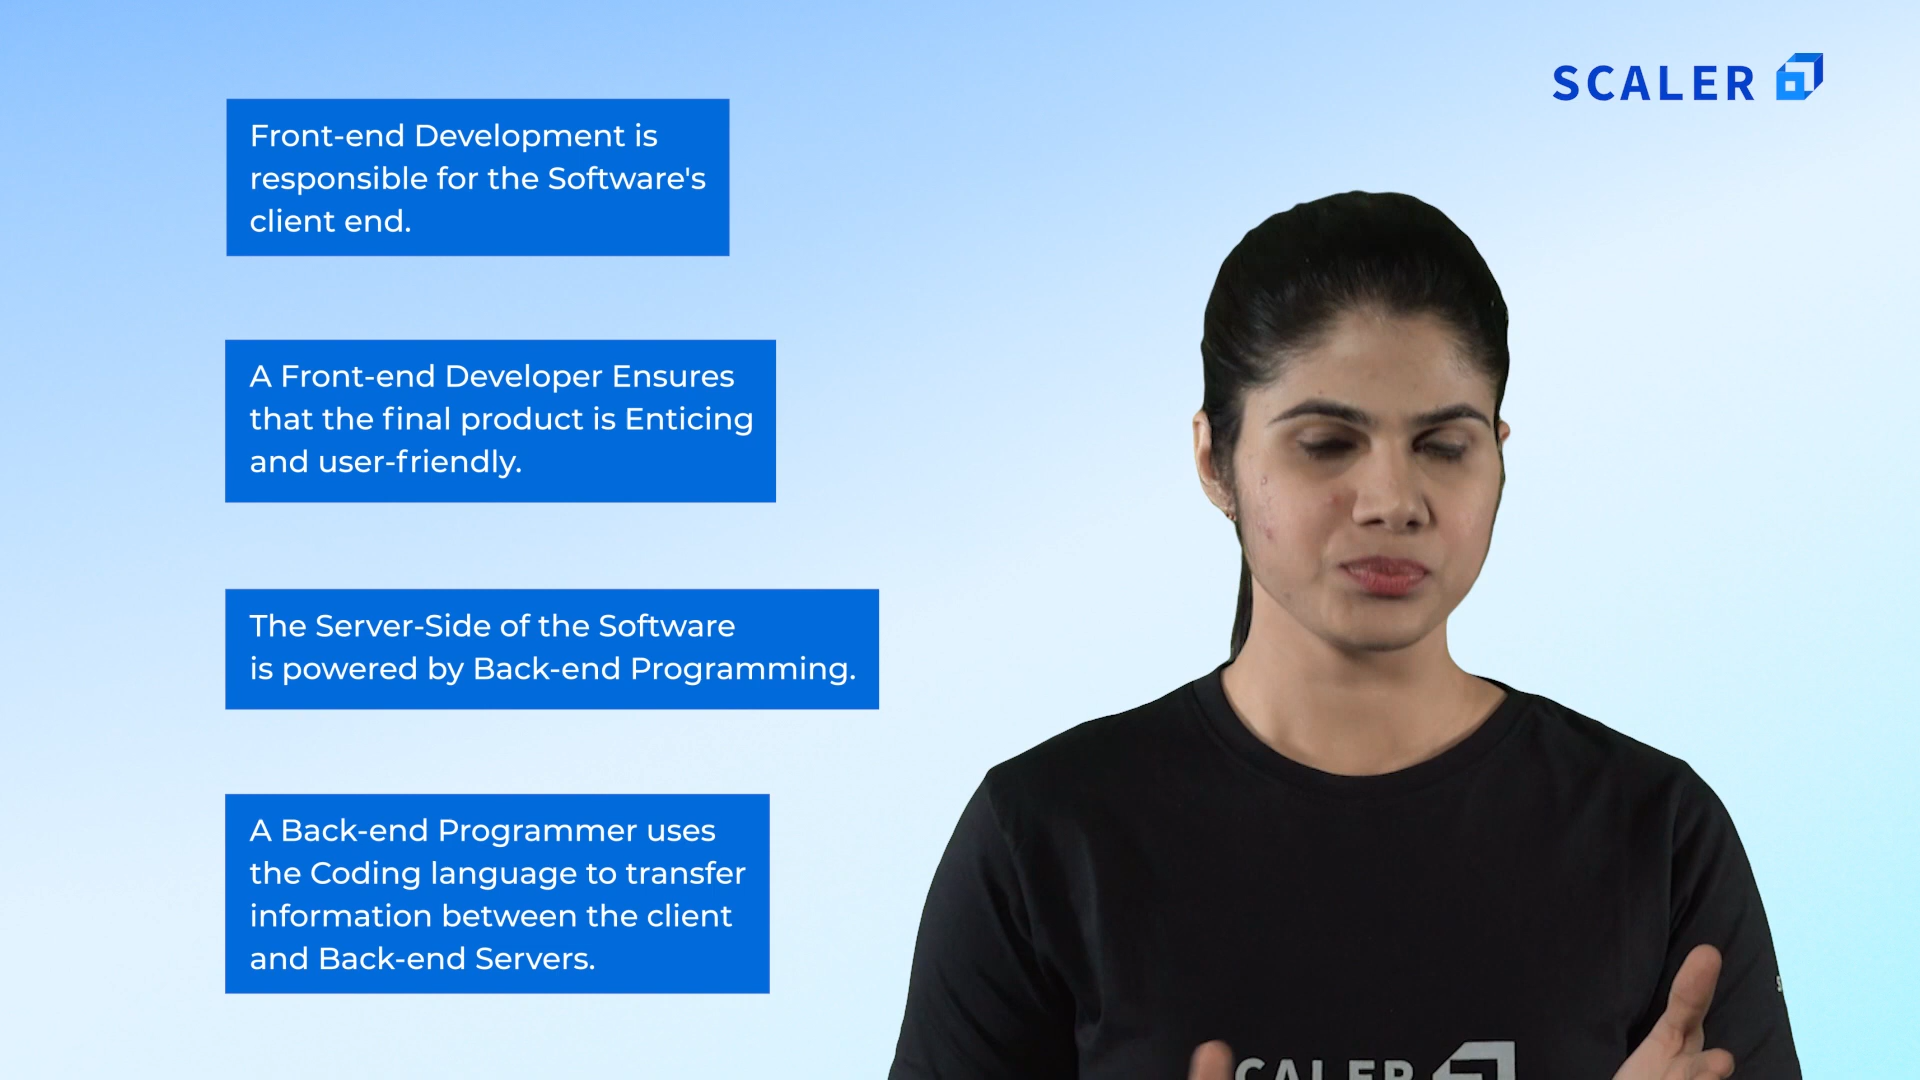 SCALER
Front-end Development is
responsible for the Software's
client end.
A Front-end Developer Ensures
that the final product is Enticing
and user-friendly.
The Server-Side of the Software
is powered by Back-end Programming.
A Back-end Programmer uses
the Coding language to transfer
information between the client
and Back-end Servers.
SCALER